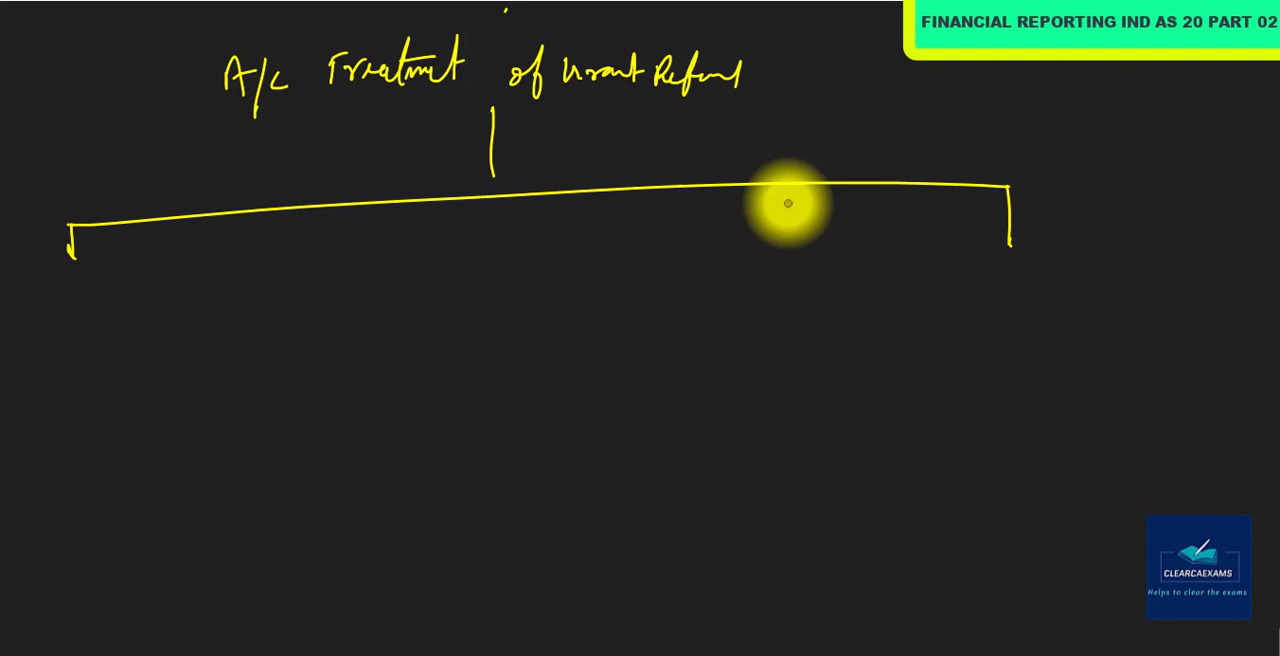 FINANCIAL REPORTING IND AS 20 PART 02
A/c Treatment of Grant Refund
CLEARCAEXAMS
Helps to clear the exams